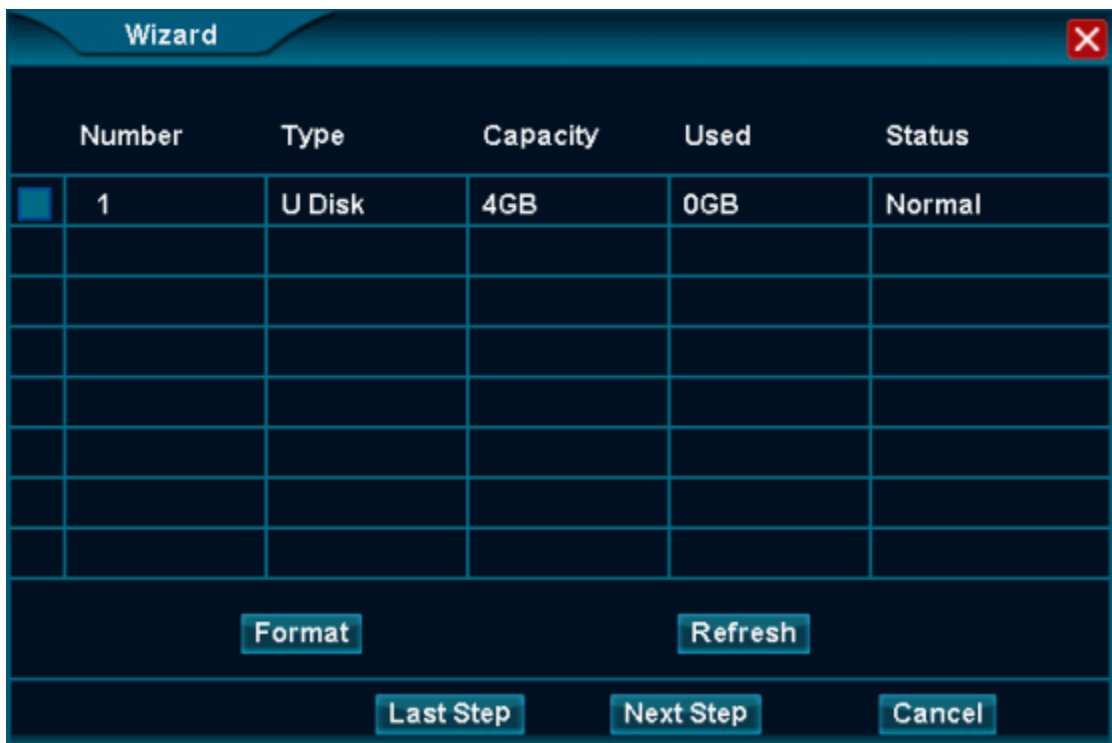 Wizard
Number Type Capacity Used Status
1 U Disk 4GB 0GB Normal
Format Refresh
Last Step Next Step Cancel